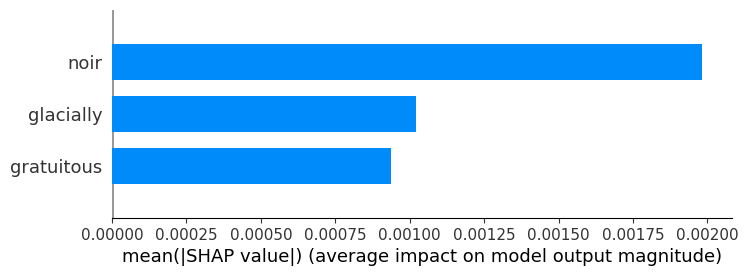 noir
glacially
gratuitous
0.00000 0.00025 0.00050 0.00075 0.00100 0.00125 0.00150 0.00175 0.00200
mean(|SHAP value|) (average impact on model output magnitude)